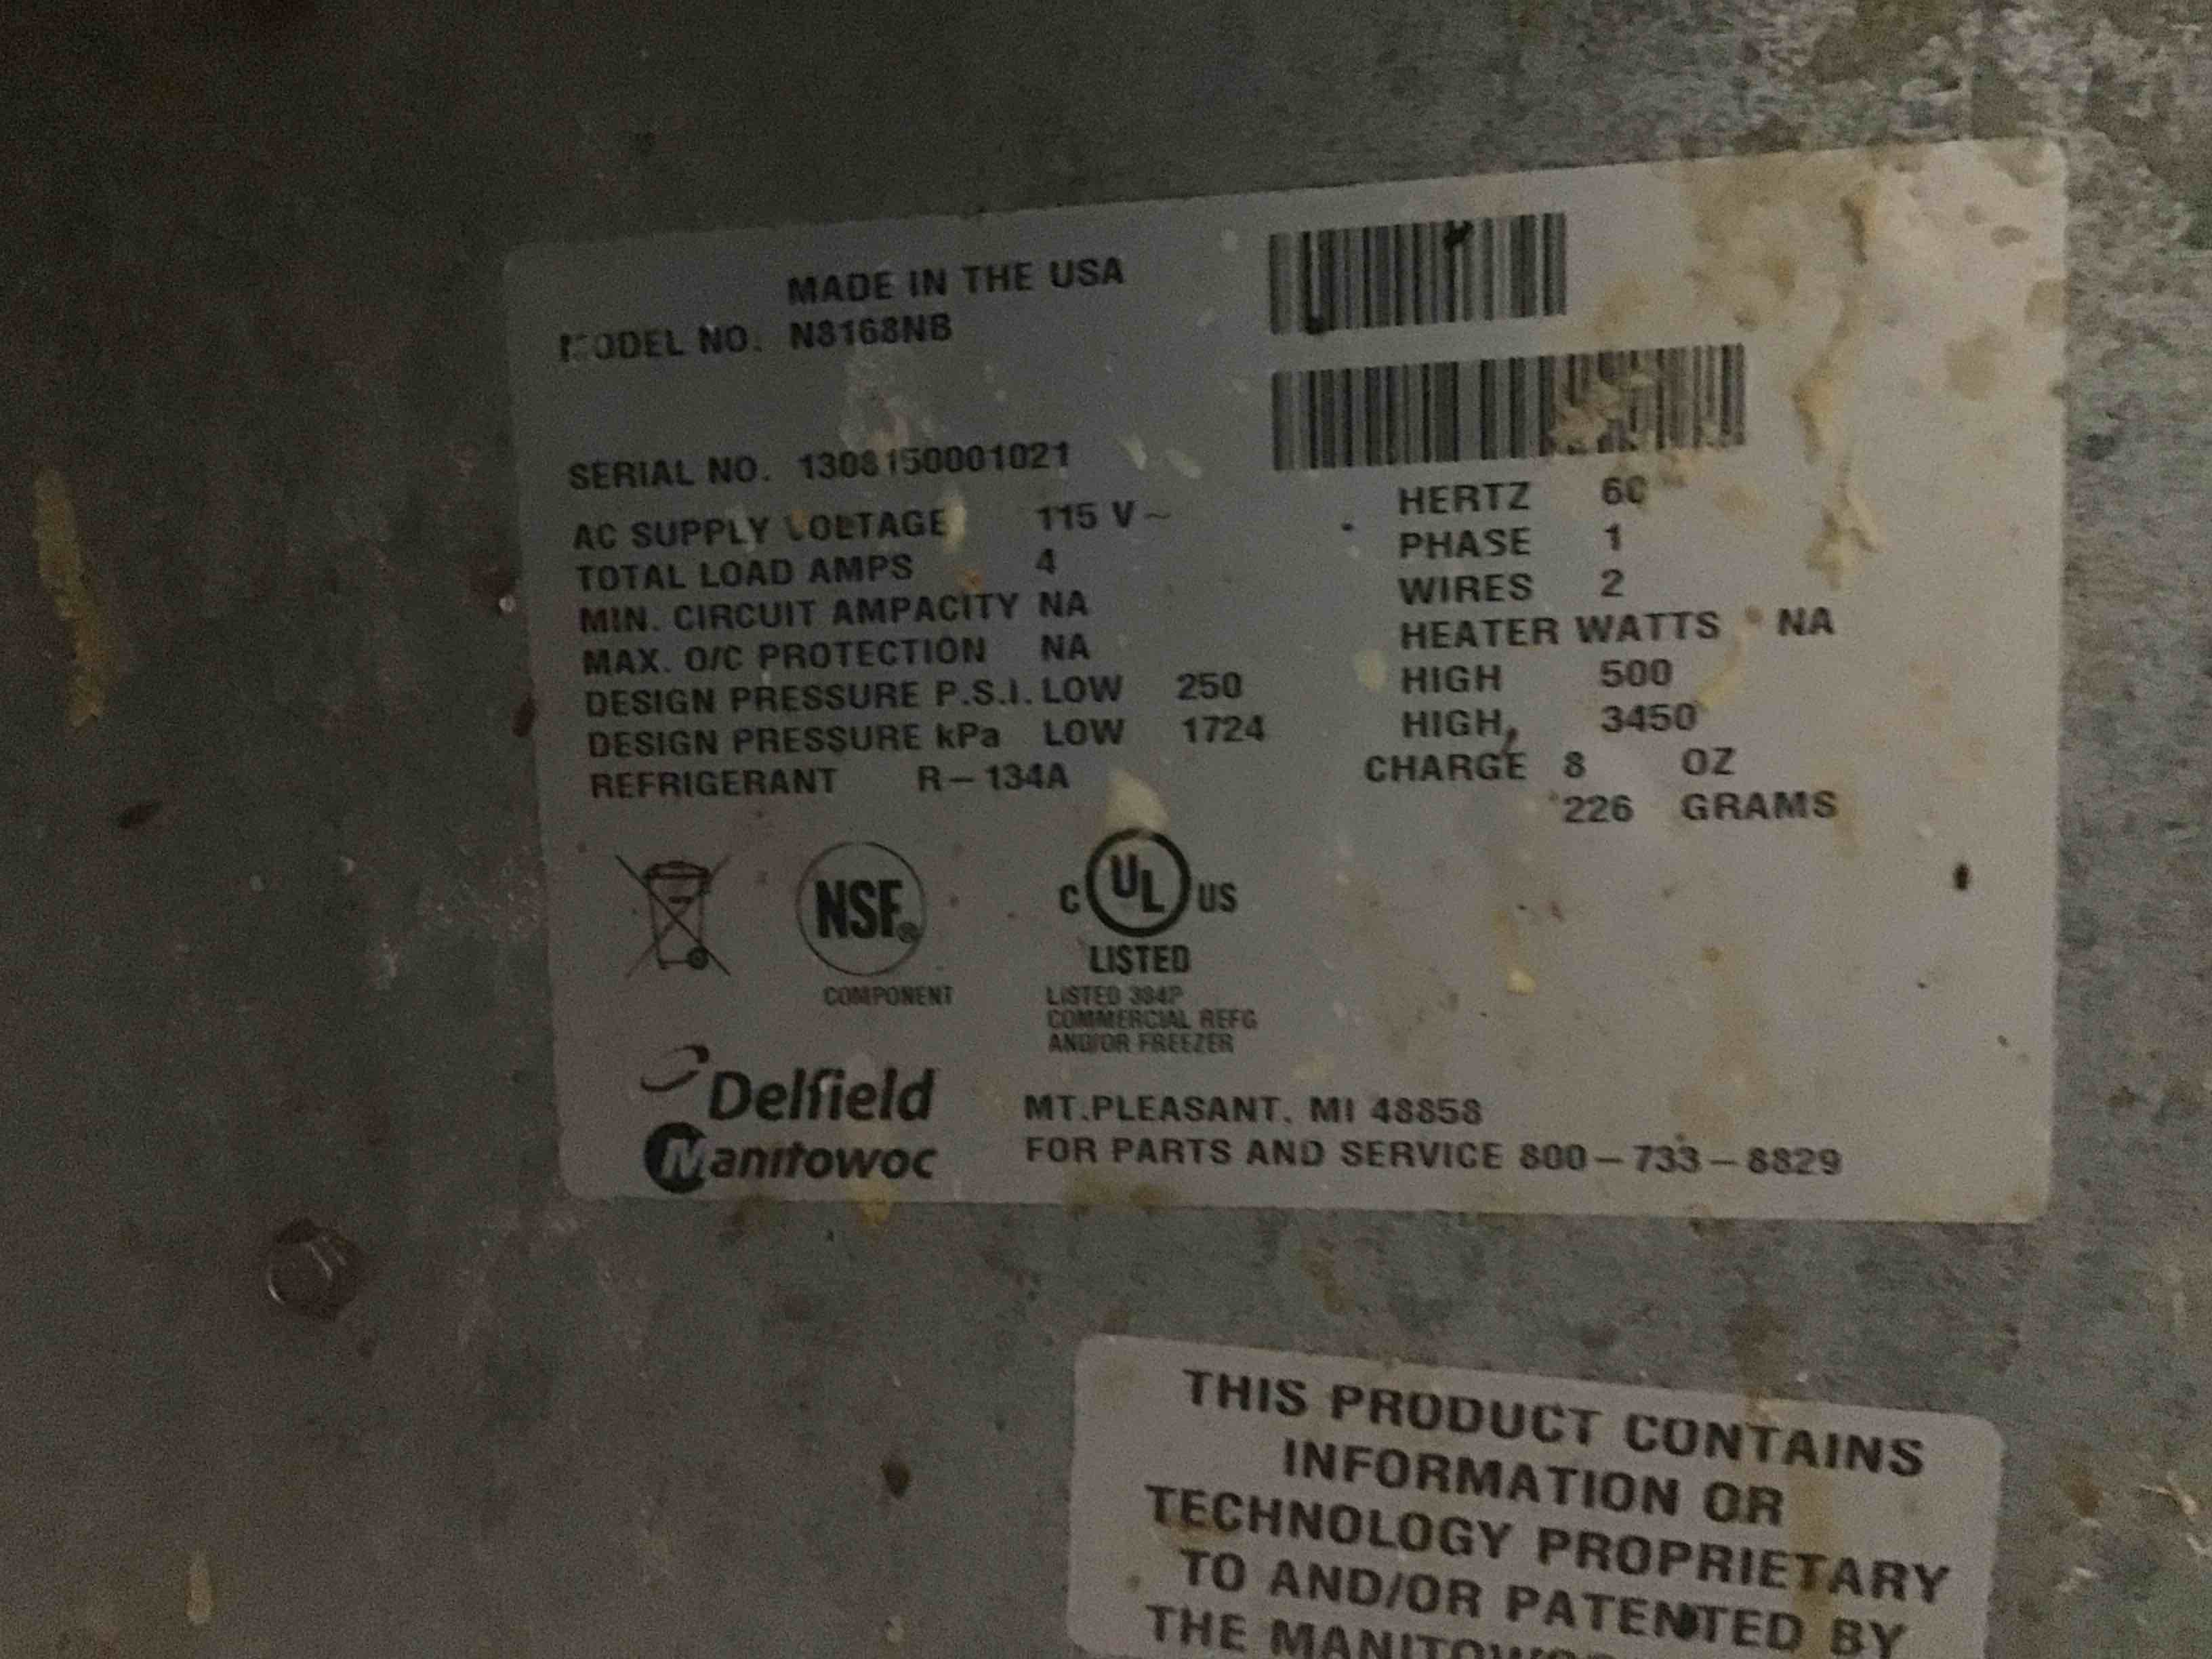 MADE IN THE USA
MODEL NO. N8168NB
SERIAL NO. 1308150001021
AC SUPPLY VOLTAGE 115 V~ HERTZ 60
TOTAL LOAD AMPS 4 PHASE 1
MIN. CIRCUIT AMPACITY NA WIRES 2
MAX. O/C PROTECTION NA HEATER WATTS NA
DESIGN PRESSURE P.S.I. LOW 250 HIGH 500
DESIGN PRESSURE kPa LOW 1724 HIGH 3450
REFRIGERANT R-134A CHARGE 8 OZ
226 GRAMS
NSF®
COMPONENT
C UL US
LISTED
LISTED 384P
COMMERCIAL REFG
AND/OR FREEZER
Delfield
Manitowoc
MT.PLEASANT, MI 48858
FOR PARTS AND SERVICE 800-733-8829
THIS PRODUCT CONTAINS
INFORMATION OR
TECHNOLOGY PROPRIETARY
TO AND/OR PATENTED BY
THE